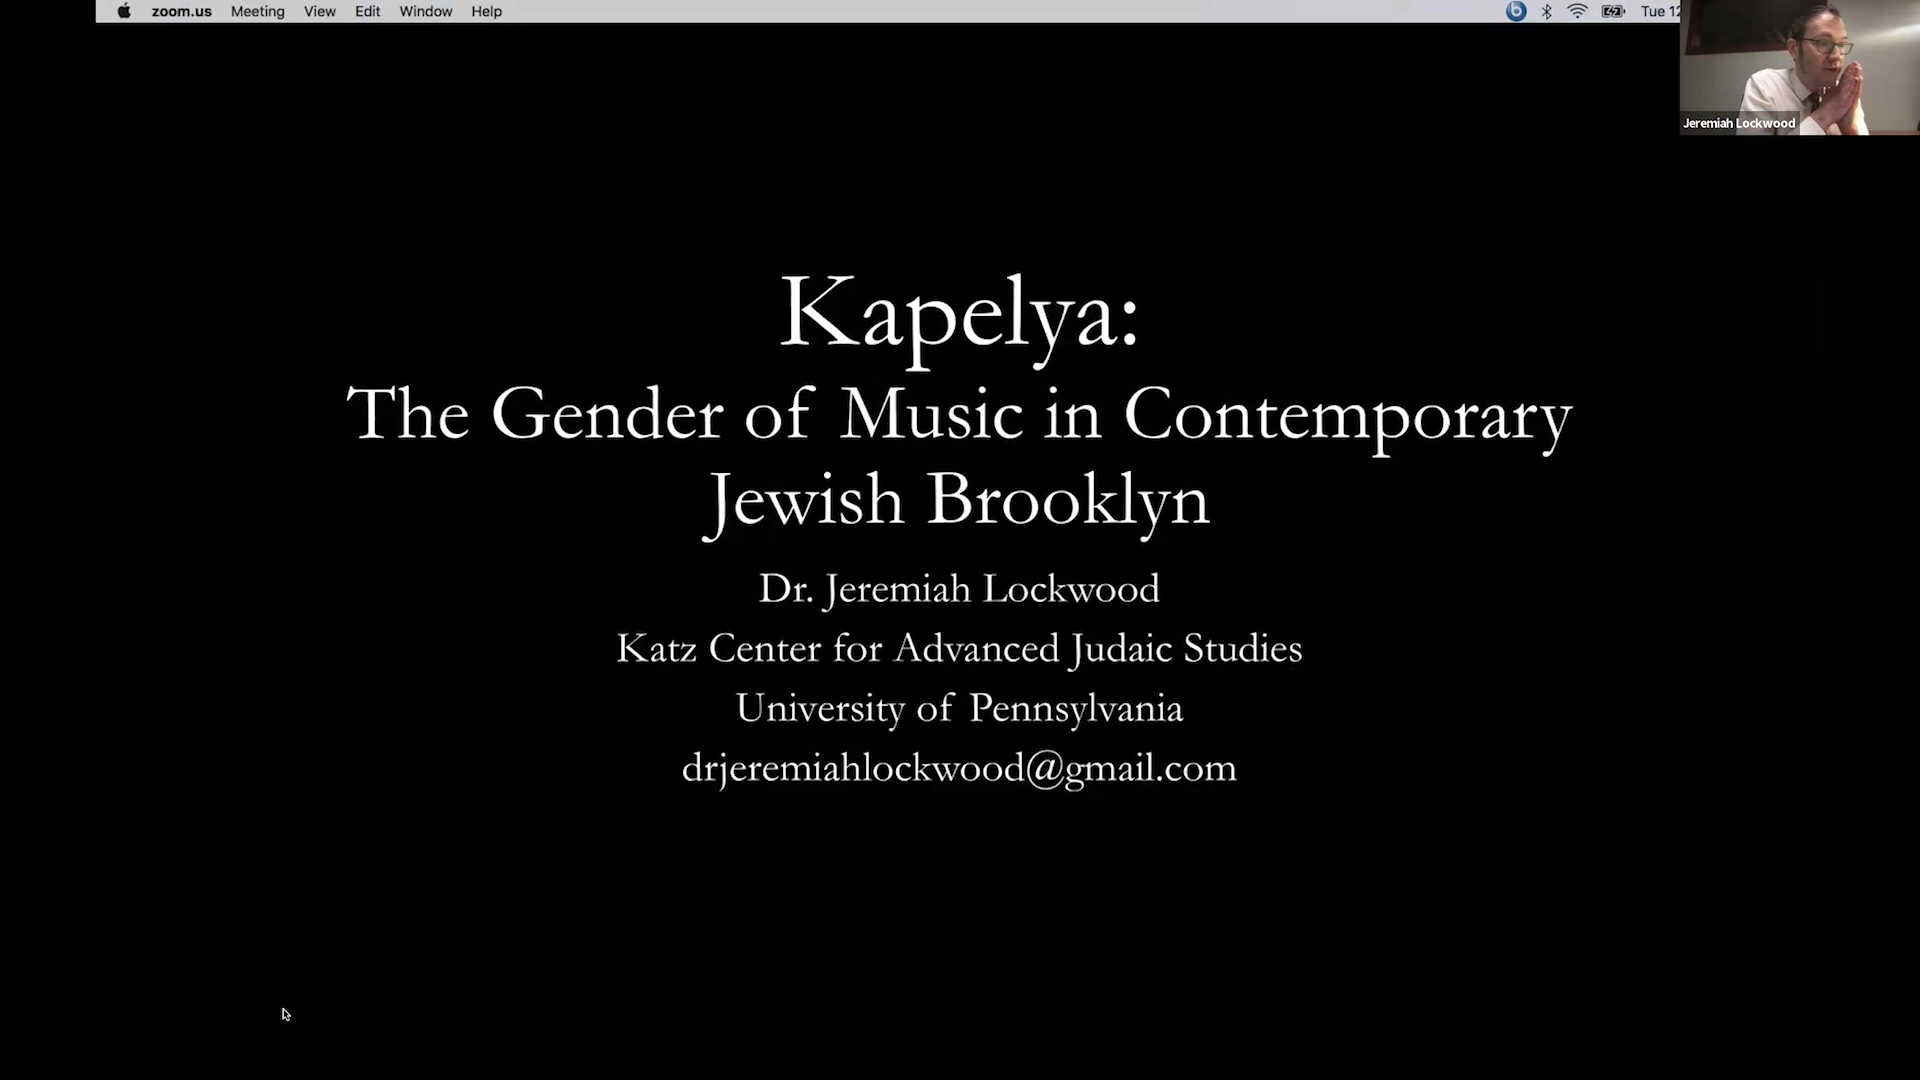 zoom.us Meeting View Edit Window Help
Tue 12
Jeremiah Lockwood
Kapelya:
The Gender of Music in Contemporary
Jewish Brooklyn
Dr. Jeremiah Lockwood
Katz Center for Advanced Judaic Studies
University of Pennsylvania
drjeremiahlockwood@gmail.com